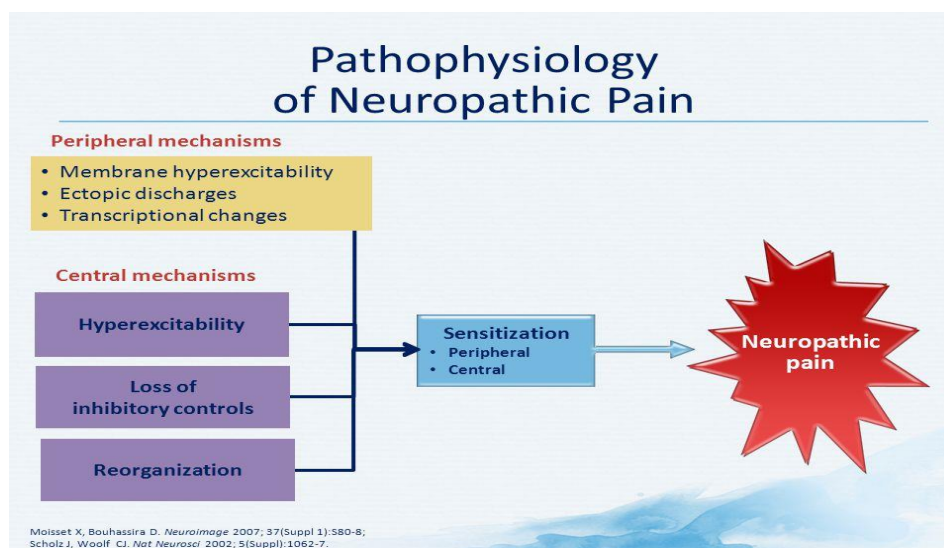 Pathophysiology
of Neuropathic Pain
Peripheral mechanisms
• Membrane hyperexcitability
• Ectopic discharges
• Transcriptional changes
Central mechanisms
Hyperexcitability
Loss of
inhibitory controls
Reorganization
Sensitization
• Peripheral
• Central
Neuropathic
pain
Moisset X, Bouhassira D. Neuroimage 2007; 37(Suppl 1):S80-8;
Scholz J, Woolf CJ. Nat Neurosci 2002; 5(Suppl):1062-7.